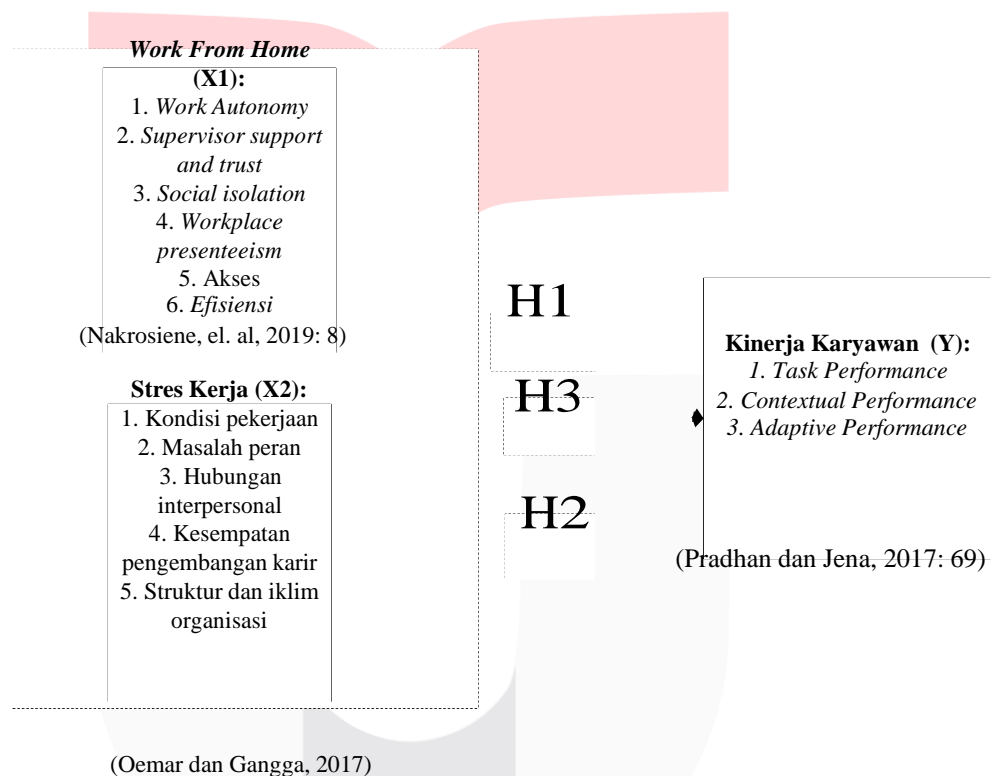 Work From Home
(X1):
1. Work Autonomy
2. Supervisor support
and trust
3. Social isolation
4. Workplace
presenteeism
5. Akses
6. Efisiensi
(Nakrosiene, el. al, 2019: 8)
Stres Kerja (X2):
1. Kondisi pekerjaan
2. Masalah peran
3. Hubungan
interpersonal
4. Kesempatan
pengembangan karir
5. Struktur dan iklim
organisasi
(Oemar dan Gangga, 2017)
H1
H3
H2
Kinerja Karyawan (Y):
1. Task Performance
2. Contextual Performance
3. Adaptive Performance
(Pradhan dan Jena, 2017: 69)